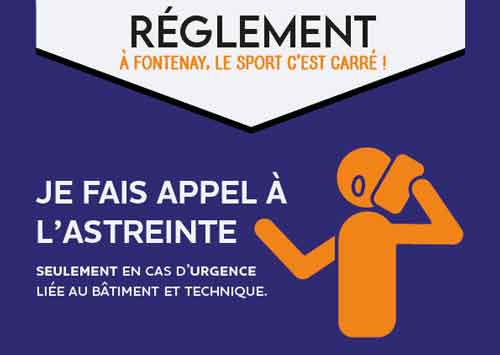 RÉGLEMENT
À FONTENAY, LE SPORT C'EST CARRÉ !
JE FAIS APPEL À
L'ASTREINTE
SEULEMENT EN CAS D'URGENCE
LIÉE AU BÂTIMENT ET TECHNIQUE.